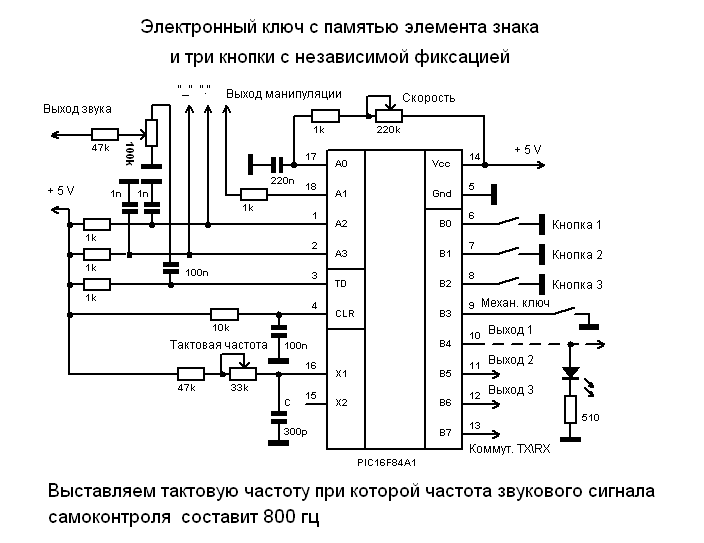 Электронный ключ с памятью элемента знака
и три кнопки с независимой фиксацией
"_" "." Выход манипуляции
Скорость
Выход звука
1k 220k
47k 100k
+ 5 V
17 A0 Vcc 14
220n
+ 5 V
1n 1n
18 A1 Gnd 5
1k
1 A2 B0 6 Кнопка 1
1k
2 A3 B1 7 Кнопка 2
1k
100n
3 TD B2 8 Кнопка 3
1k
Механ. ключ
4 CLR B3 9
10k
100n
Выход 1
B4 10
Тактовая частота
Выход 2
16 X1 B5 11
47k 33k
Выход 3
C 15 X2 B6 12
510
300p
B7 13
Коммут. TX\RX
PIC16F84A1
Выставляем тактовую частоту при которой частота звукового сигнала
самоконтроля составит 800 гц